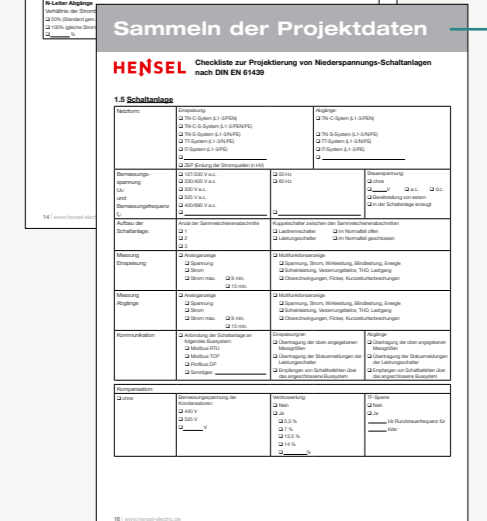 N-Leiter Abgänge
Verhältnis der Strom
50% (Standard gem.
100% (gleiche Strom
%
14 | www.hensel-elect
Sammeln der Projektdaten
HENSEL
Checkliste zur Projektierung von Niederspannungs-Schaltanlagen
nach DIN EN 61439
1.5 Schaltanlage
Netzform:
Einspeisung:
❑ TN-C-Sytem (L1-3/PEN)
❑ TN-C-S-System (L1-3/PEN/PE)
❑ TN-S-System (L1-3/N/PE)
❑ TT-System (L1-3/N/PE)
❑ IT-System (L1-3/PE)
❑
❑ ZEP (Erdung der Stromquellen in HV)
Abgänge:
❑ TN-C-Sytem (L1-3/PEN)
❑ TN-S-System (L1-3/N/PE)
❑ TT-System (L1-3/N/PE)
❑ IT-System (L1-3/PE)
❑
Bemessungs-
spannung
und
Bemessungsfrequenz
❑ 127/230 V a.c.
❑ 230/400 V a.c.
❑ 500 V a.c.
❑ 525 V a.c.
❑ 400/690 V a.c.
❑
❑ 50 Hz
❑ 60 Hz
❑
Steuerspannung:
❑ ohne
❑ V ❑ a.c. ❑ d.c.
❑ Bereitstellung von extern
❑ in der Schaltanlage erzeugt
Aufbau der
Schaltanlage:
Anzal der Sammelschienenabschnitte
❑ 1
❑ 2
❑ 3
Kuppelschalter zwischen den Sammelschienenabschnitten
❑ Lasttrennschalter ❑ im Normalfall offen
❑ Leistungsschalter ❑ im Normalfall geschlossen
Messung
Einspeisung
❑ Analoganzeige
❑ Spannung
❑ Strom
❑ Strom max. ❑ 8 min.
❑ 15 min.
❑ Multifunktionsanzeige
❑ Spannung, Strom, Wirkleistung, Blindleistung, Energie
❑ Scheinleistung, Verzerrungsfaktor, THD, Lastgang
❑ Oberschwingungen, Flicker, Kurzzeitunterbrechungen
Messung
Abgänge
❑ Analoganzeige
❑ Spannung
❑ Strom
❑ Strom max. ❑ 8 min.
❑ 15 min.
❑ Multifunktionsanzeige
❑ Spannung, Strom, Wirkleistung, Blindleistung, Energie
❑ Scheinleistung, Verzerrungsfaktor, THD, Lastgang
❑ Oberschwingungen, Flicker, Kurzzeitunterbrechungen
Kommunikation
❑ Anbindung der Schaltanlage an
folgendes Bussystem:
❑ Modbus RTU
❑ Modbus TCP
❑ Profibus DP
❑ Sonstiges:
Einspeisung/en
❑ Übertragung der oben angegebenen
Messgrößen
❑ Übertragung der Statusmeldungen der
Leistungsschalter
❑ Empfangen von Schaltbefehlen über
das angeschlossene Bussystem
Abgänge
❑ Übertragung der oben angegebenen
Messgrößen
❑ Übertragung der Statusmeldungen
der Leistungsschalter
❑ Empfangen von Schaltbefehlen über
das angeschlossene Bussystem
Kompensation:
❑ ohne
Bemessungsspannung der
Kondensatoren:
❑ 440 V
❑ 525 V
❑ V
Verdrosselung:
❑ Nein
❑ Ja
❑ 5,5 %
❑ 7 %
❑ 12,5 %
❑ 14 %
❑ %
TF-Sperre:
❑ Nein
❑ Ja:
Hz Rundsteuerfrequenz für
kVar
16 | www.hensel-electric.de